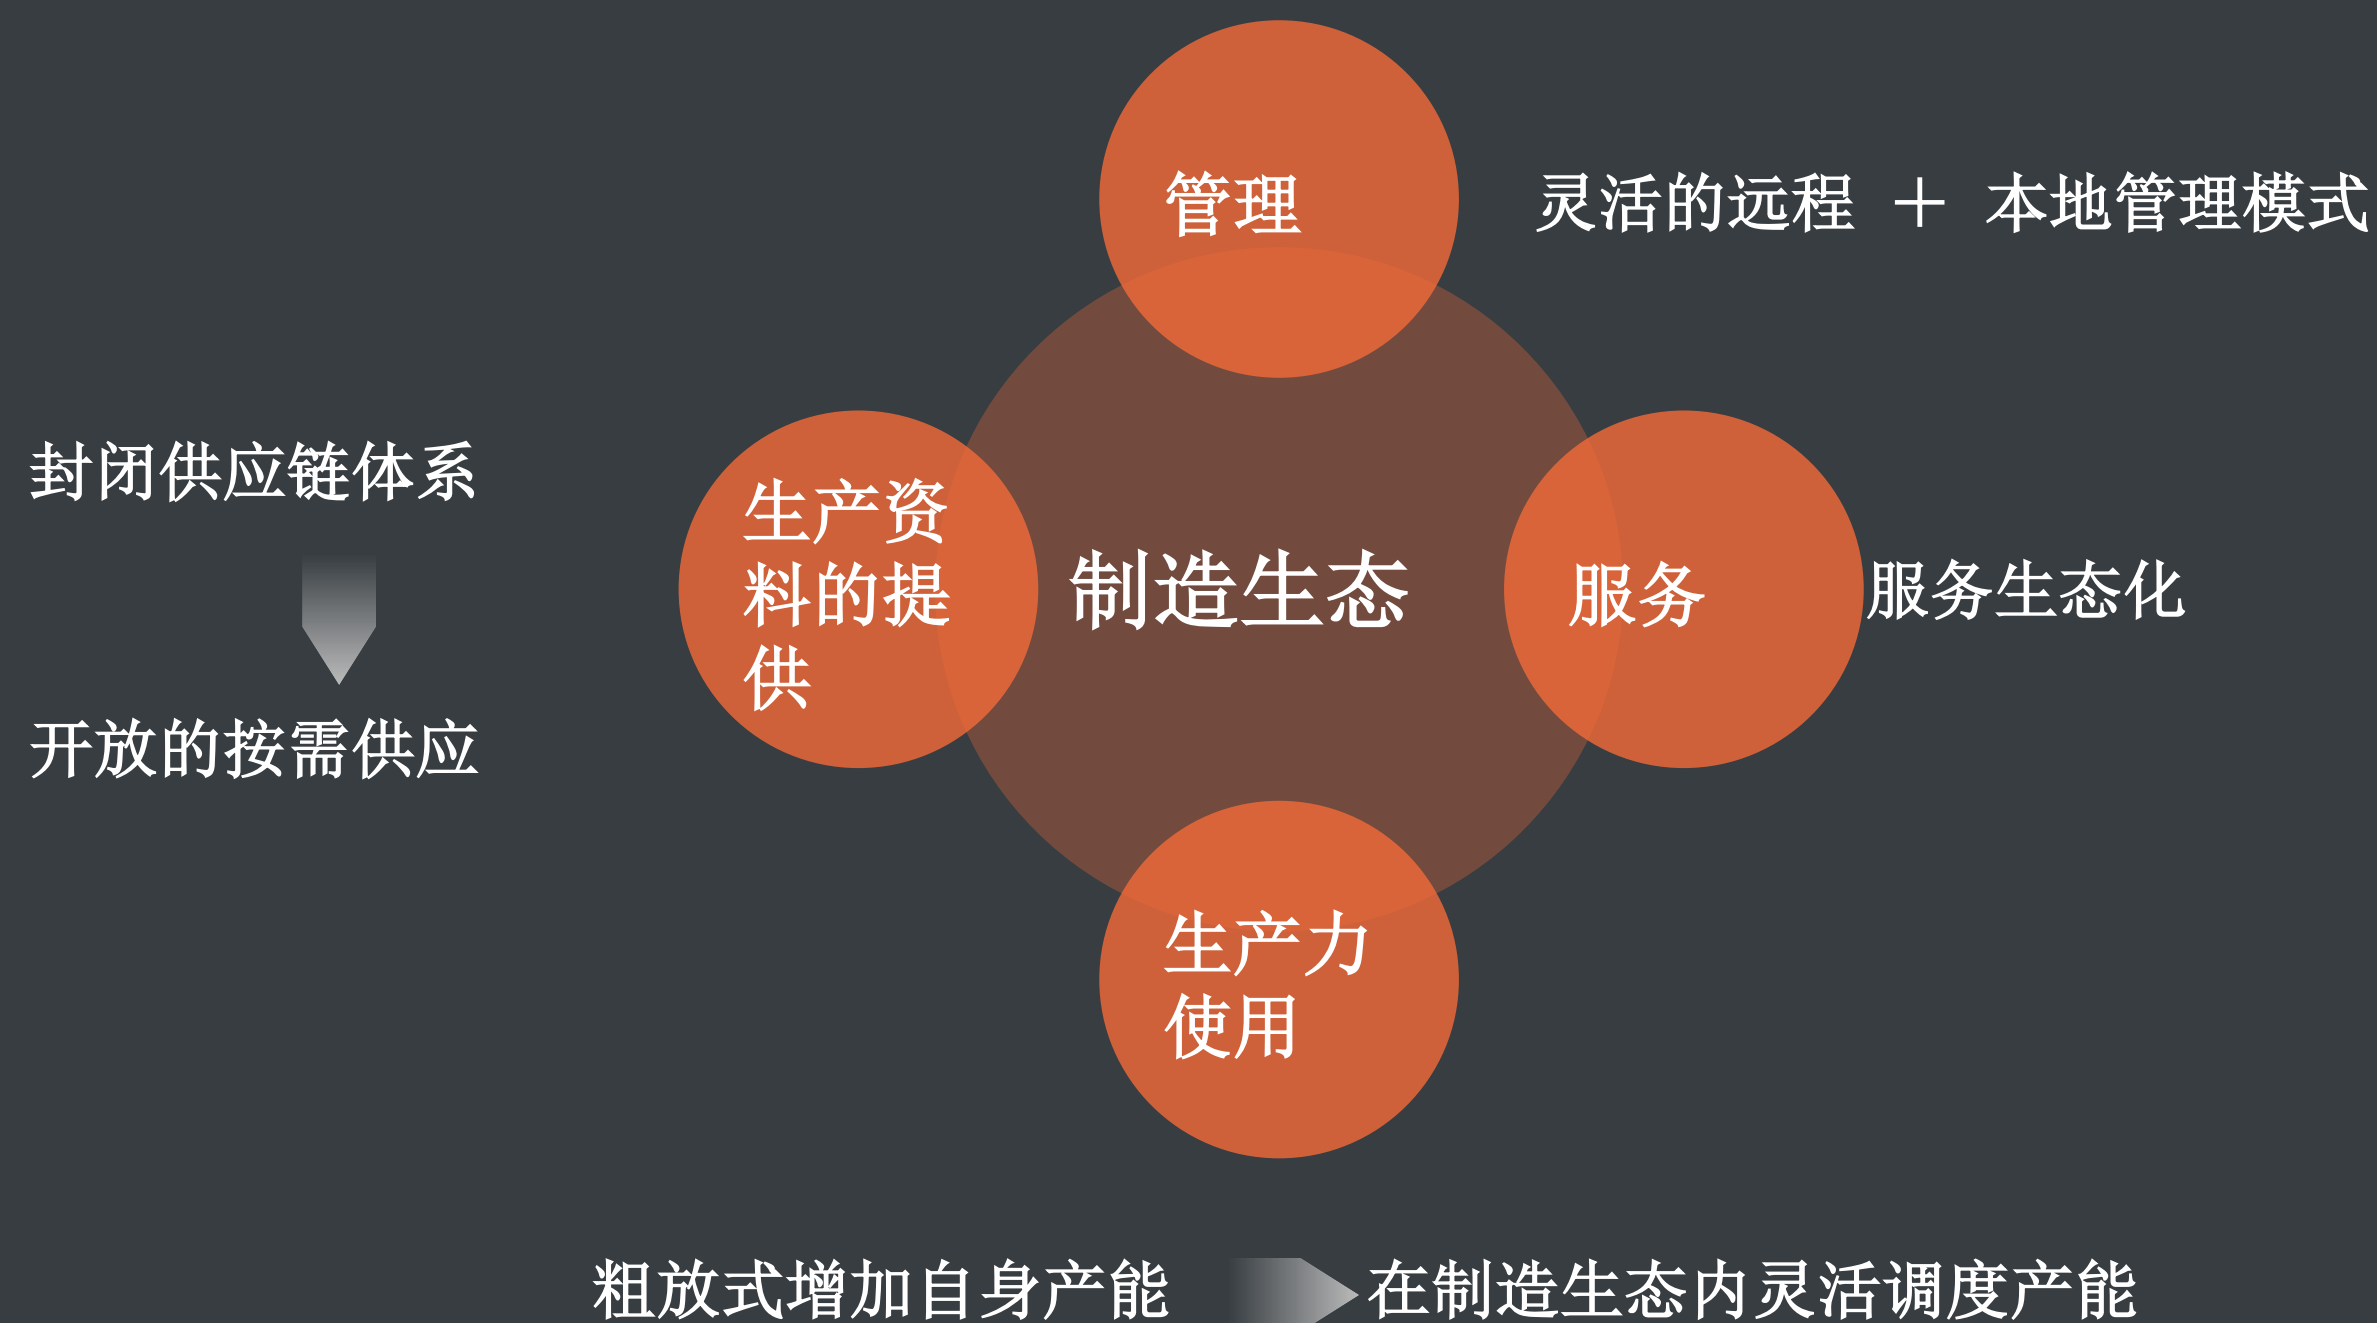 管理
灵活的远程 + 本地管理模式
封闭供应链体系
开放的按需供应
生产资
料的提
供
制造生态
服务
服务生态化
生产力
使用
粗放式增加自身产能
在制造生态内灵活调度产能